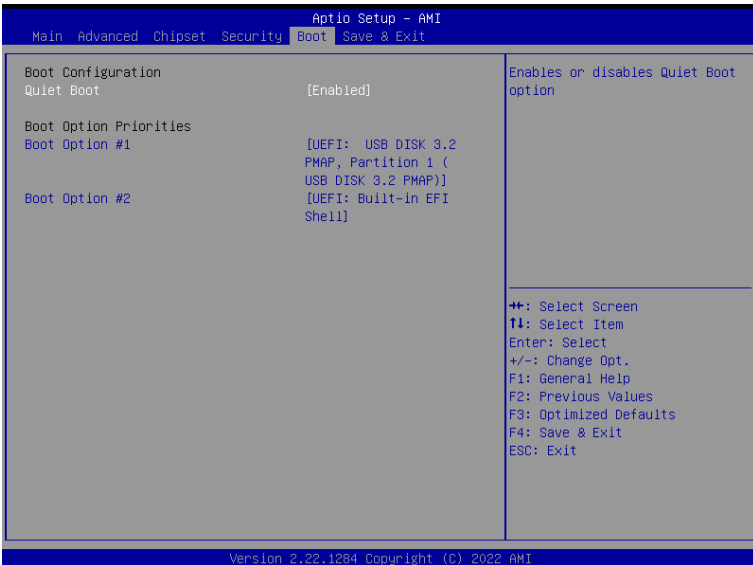 Aptio Setup – AMI
Main Advanced Chipset Security Boot Save & Exit
Boot Configuration
Quiet Boot [Enabled]
Boot Option Priorities
Boot Option #1 [UEFI: USB DISK 3.2
PMAP, Partition 1 (
USB DISK 3.2 PMAP)]
Boot Option #2 [UEFI: Built-in EFI
Shell]
Enables or disables Quiet Boot
option
→←: Select Screen
↑↓: Select Item
Enter: Select
+/-: Change Opt.
F1: General Help
F2: Previous Values
F3: Optimized Defaults
F4: Save & Exit
ESC: Exit
Version 2.22.1284 Copyright (C) 2022 AMI